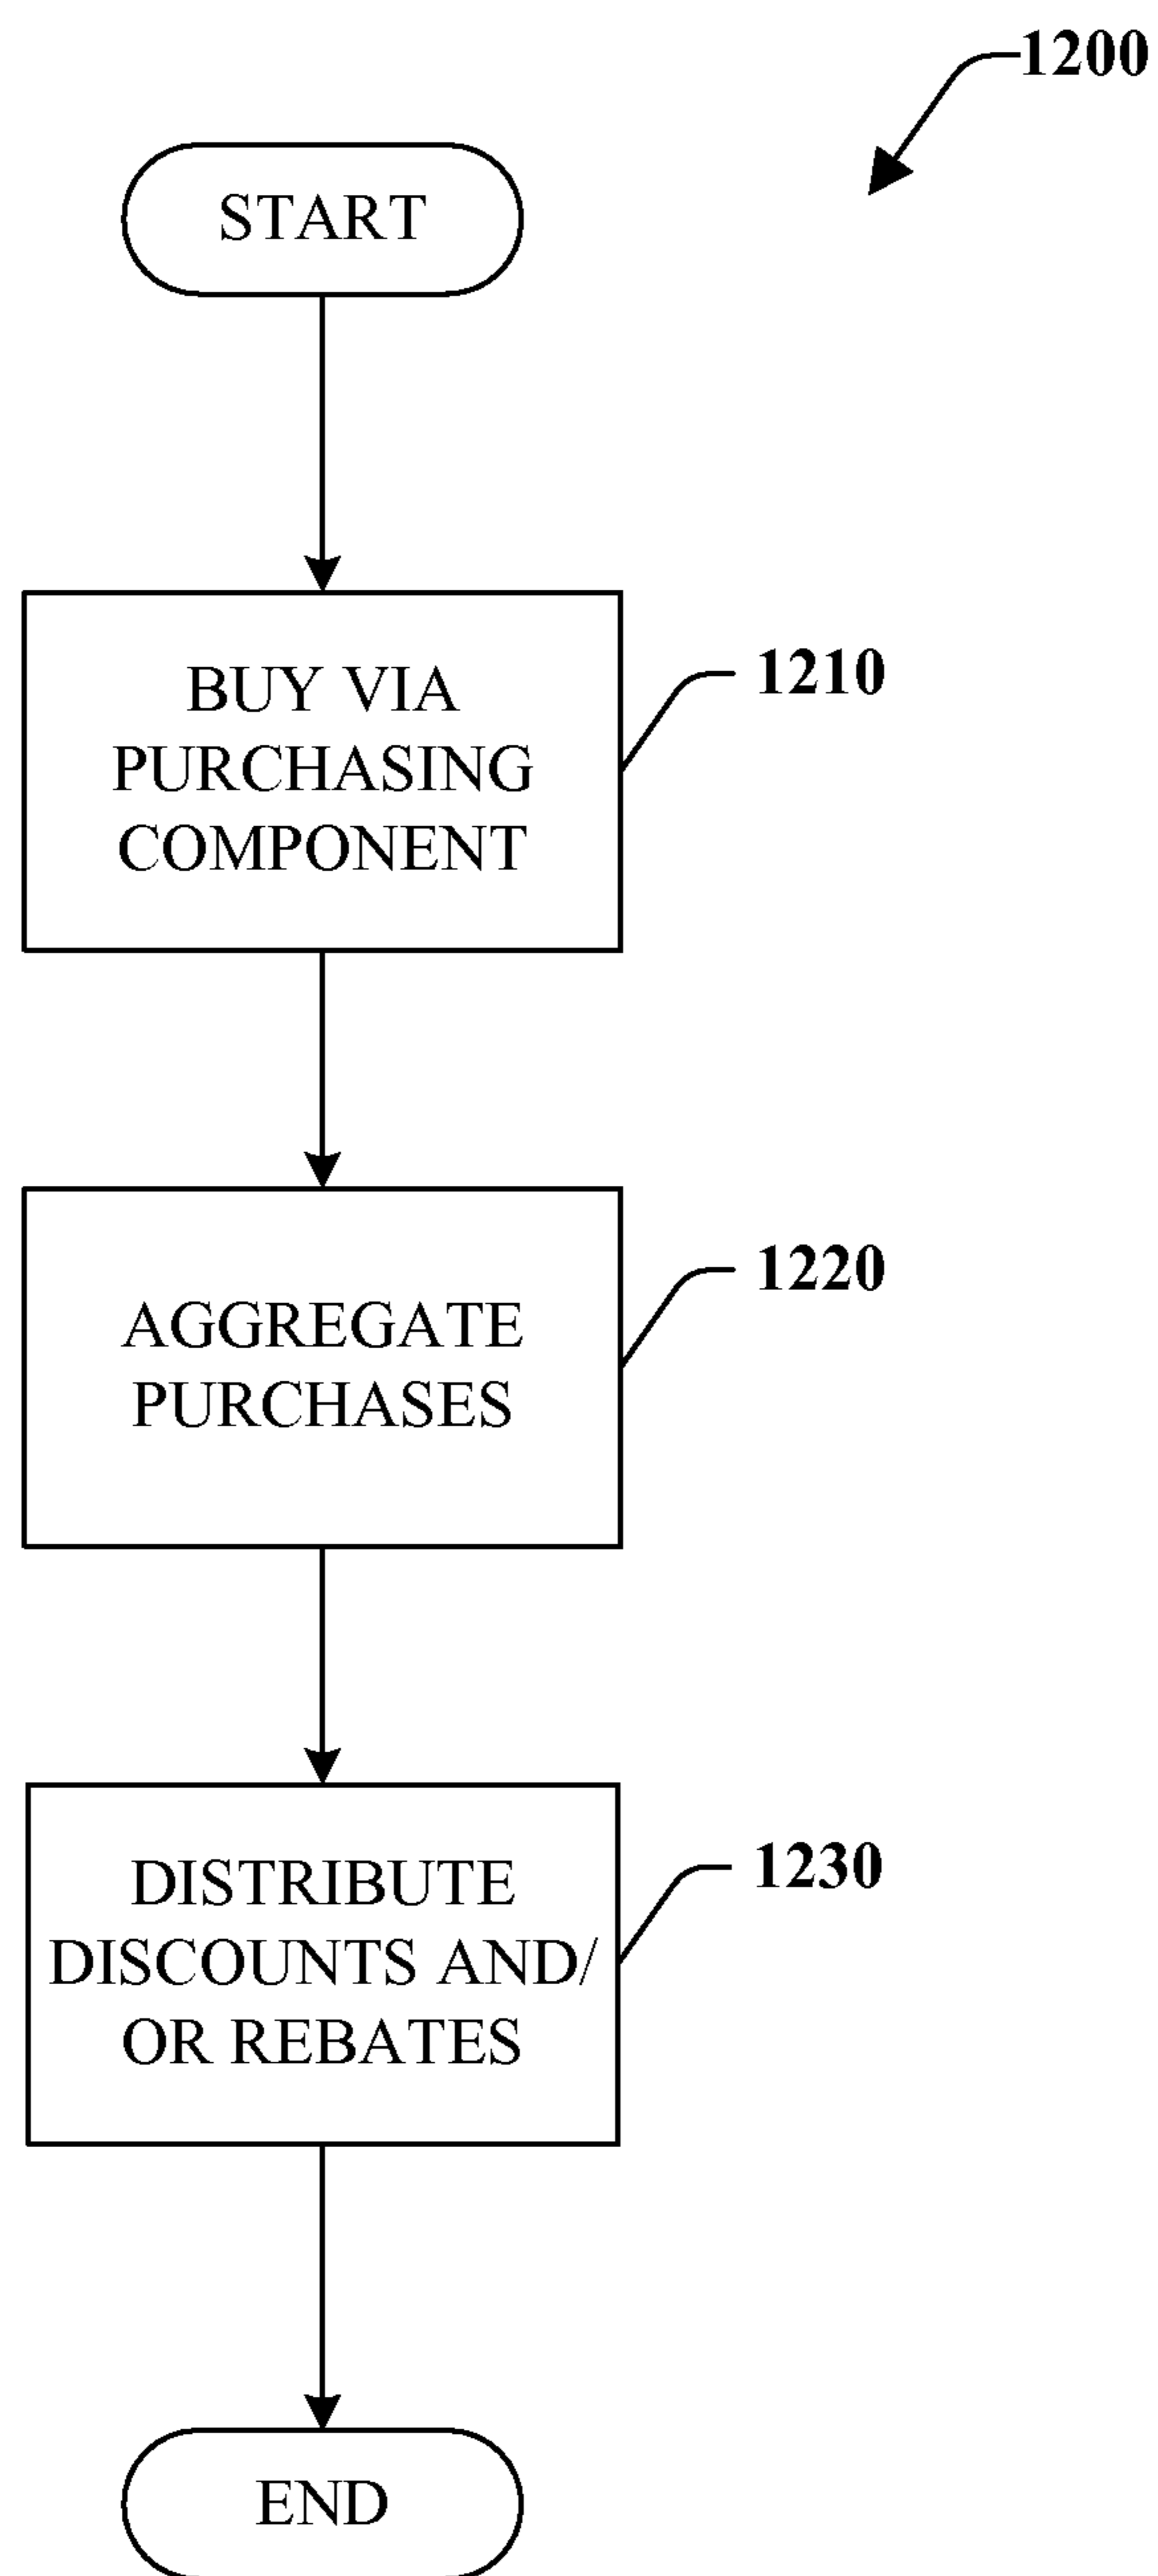 1200
START
BUY VIA
PURCHASING
COMPONENT
1210
AGGREGATE
PURCHASES
1220
DISTRIBUTE
DISCOUNTS AND/
OR REBATES
1230
END